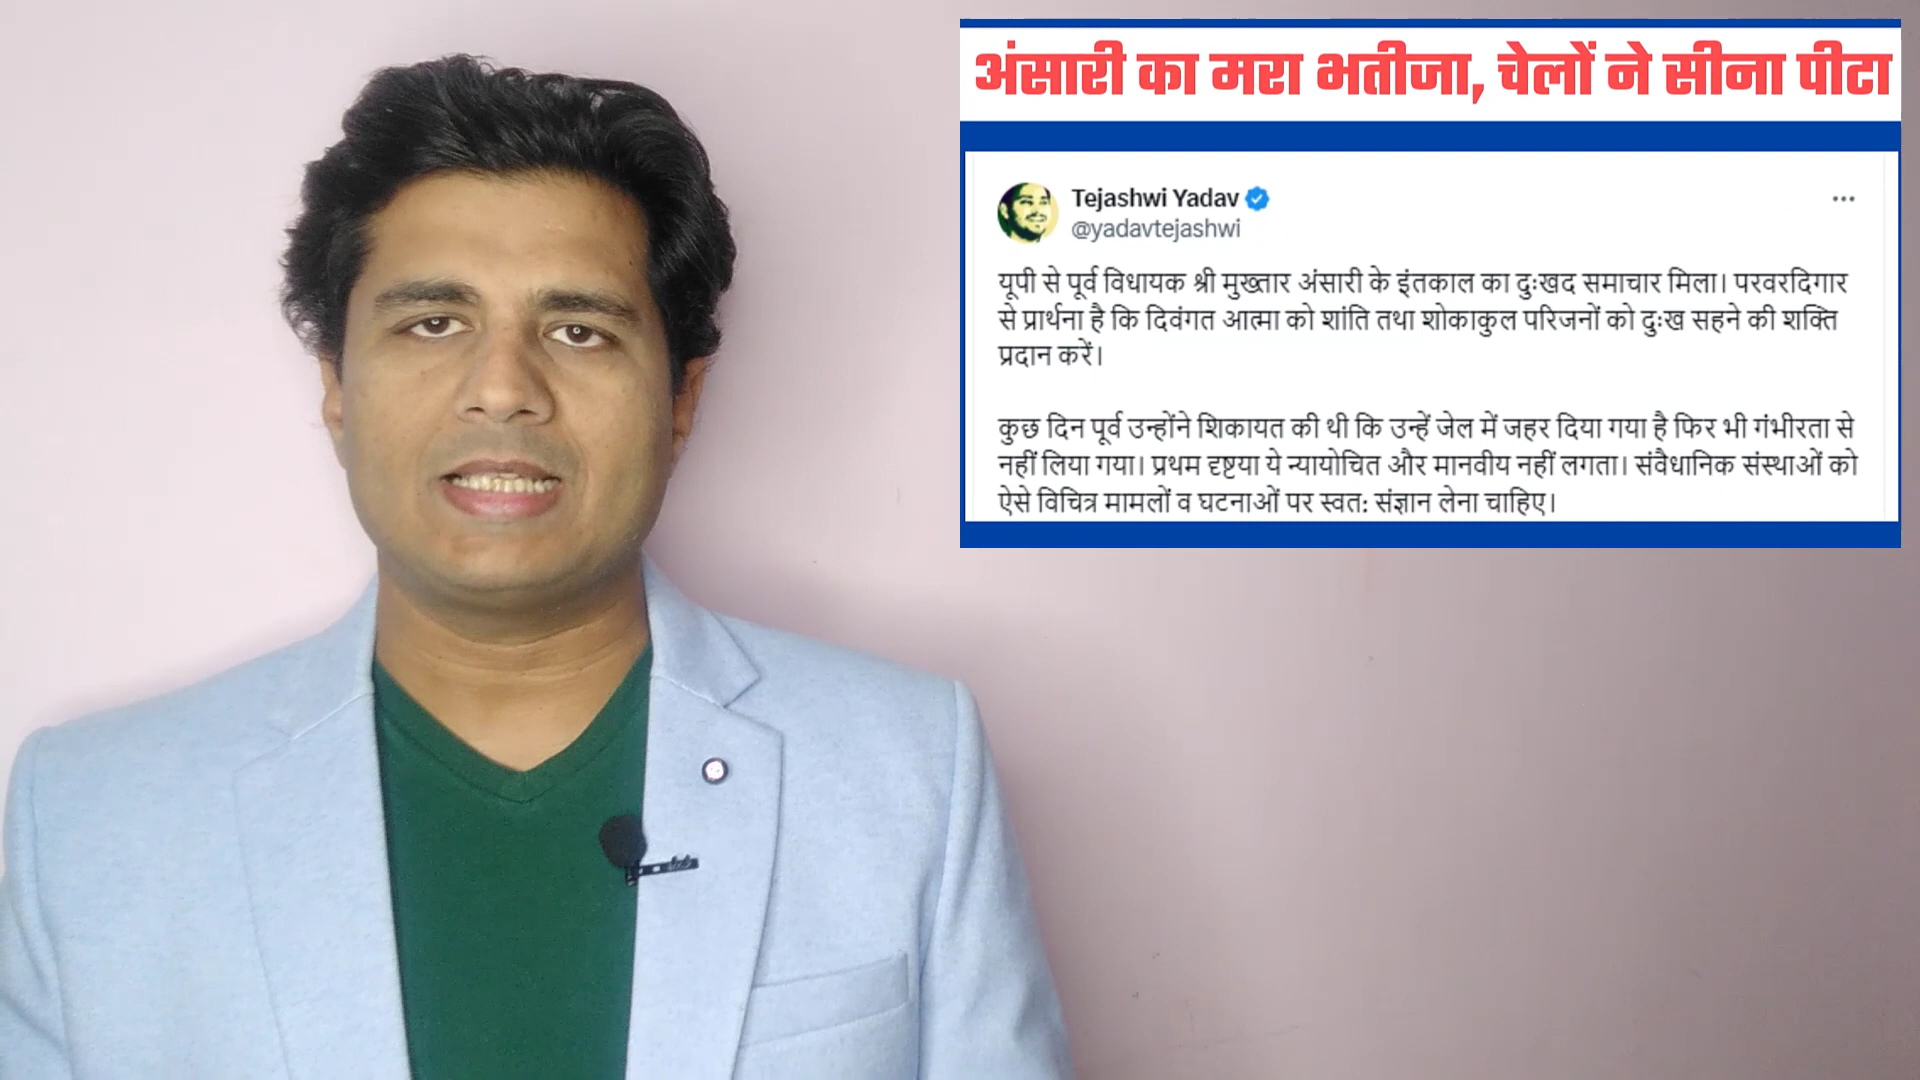 अंसारी का मरा भतीजा, चेलों ने सीना पीटा
Tejashwi Yadav
@yadavtejashwi
यूपी से पूर्व विधायक श्री मुख्तार अंसारी के इंतकाल का दुःखद समाचार मिला। परवरदिगार
से प्रार्थना है कि दिवंगत आत्मा को शांति तथा शोकाकुल परिजनों को दुःख सहने की शक्ति
प्रदान करें।
कुछ दिन पूर्व उन्होंने शिकायत की थी कि उन्हें जेल में जहर दिया गया है फिर भी गंभीरता से
नहीं लिया गया। प्रथम दृष्टया ये न्यायोचित और मानवीय नहीं लगता। संवैधानिक संस्थाओं को
ऐसे विचित्र मामलों व घटनाओं पर स्वत: संज्ञान लेना चाहिए।